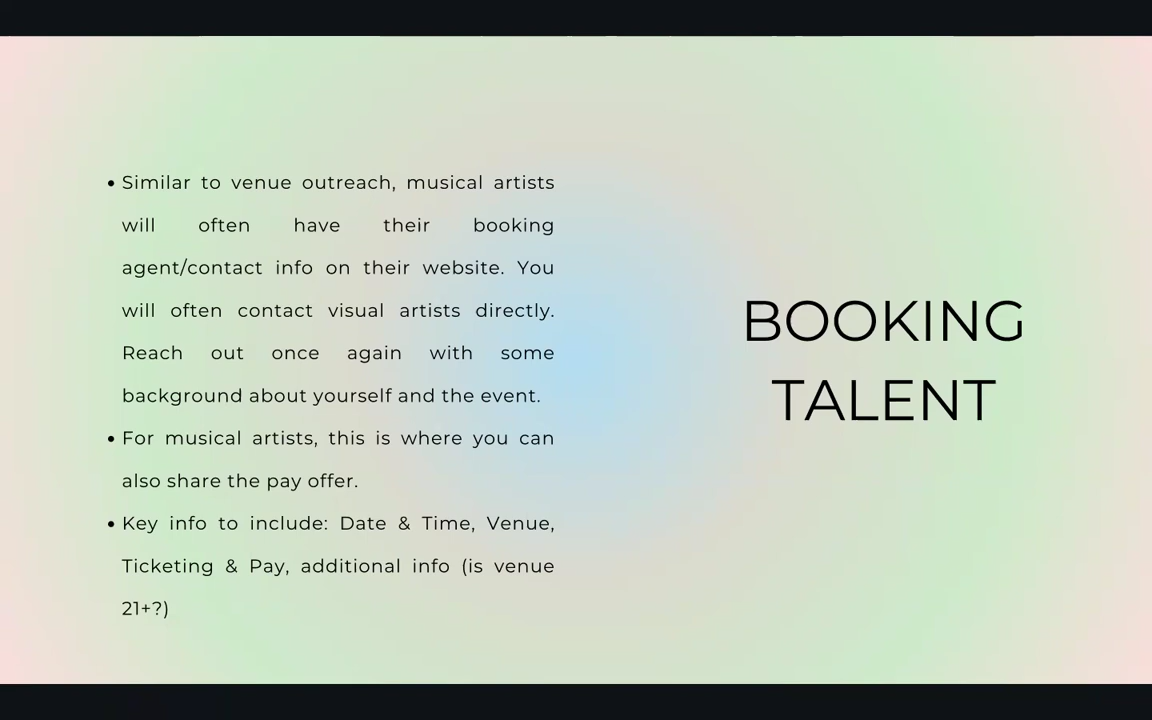 • Similar to venue outreach, musical artists
will often have their booking
agent/contact info on their website. You
will often contact visual artists directly.
Reach out once again with some
background about yourself and the event.
• For musical artists, this is where you can
also share the pay offer.
• Key info to include: Date & Time, Venue,
Ticketing & Pay, additional info (is venue
21+?)
BOOKING
TALENT